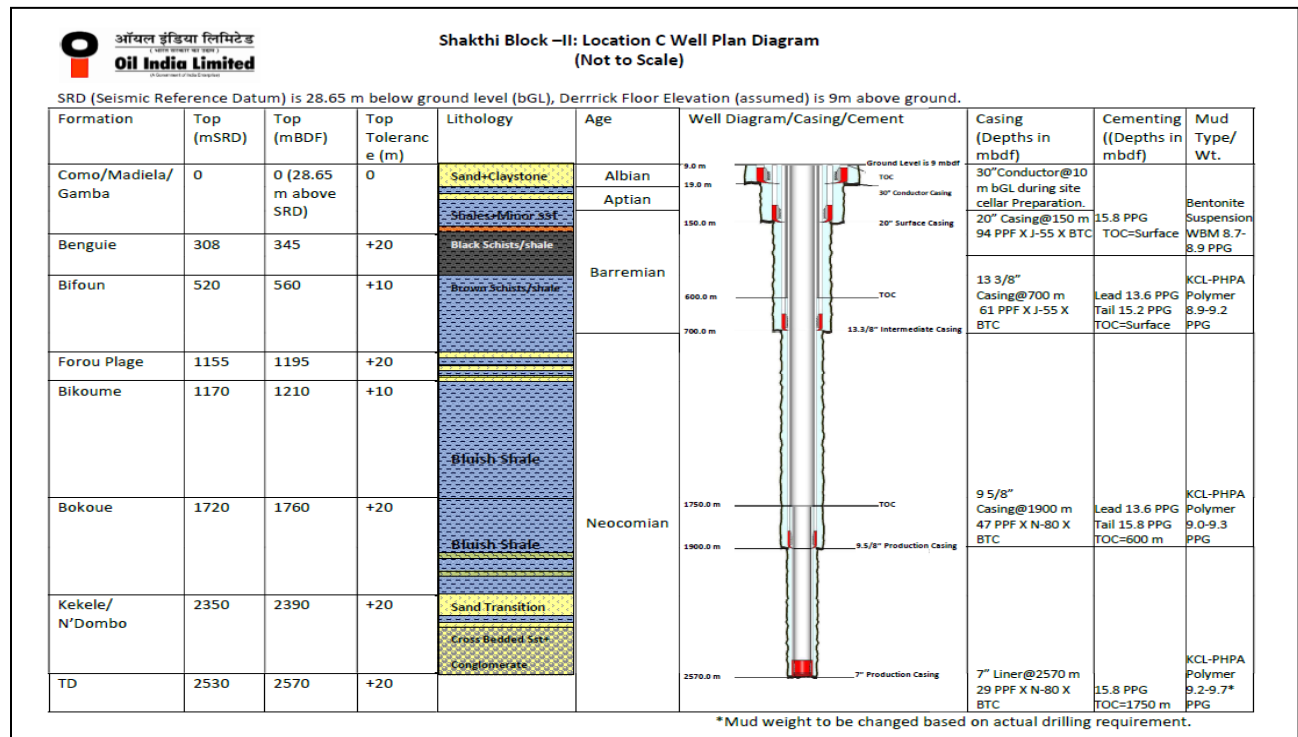 ऑयल इंडिया लिमिटेड
Oil India Limited
(A Government of India Enterprise)
Shakthi Block –II: Location C Well Plan Diagram
(Not to Scale)
SRD (Seismic Reference Datum) is 28.65 m below ground level (bGL), Derrrick Floor Elevation (assumed) is 9m above ground.
Formation
Top
(mSRD)
Top
(mBDF)
Top
Toleranc
e (m)
Lithology
Age
Well Diagram/Casing/Cement
Casing
(Depths in
mbdf)
Cementing
((Depths in
mbdf)
Mud
Type/
Wt.
Como/Madiela/
Gamba
0
0 (28.65
m above
SRD)
0
Sand+Claystone
Shales+Minor SST
Albian
Aptian
9.0 m
Ground Level is 9 mbdf
TOC
19.0 m
30" Conductor Casing
150.0 m
20" Surface Casing
30"Conductor@10
m bGL during site
cellar Preparation.
20" Casing@150 m
94 PPF X J-55 X BTC
15.8 PPG
TOC=Surface
Bentonite
Suspension
WBM 8.7-
8.9 PPG
Benguie
308
345
+20
Black Schists/shale
Barremian
Bifoun
520
560
+10
Brown Schists/shale
600.0 m
TOC
700.0 m
13.3/8" Intermediate Casing
13 3/8"
Casing@700 m
61 PPF X J-55 X
BTC
Lead 13.6 PPG
Tail 15.2 PPG
TOC=Surface
KCL-PHPA
Polymer
8.9-9.2
PPG
Forou Plage
1155
1195
+20
Bikoume
1170
1210
+10
Bluish Shale
Bokoue
1720
1760
+20
Bluish Shale
Neocomian
1750.0 m
TOC
1900.0 m
9.5/8" Production Casing
9 5/8"
Casing@1900 m
47 PPF X N-80 X
BTC
Lead 13.6 PPG
Tail 15.8 PPG
TOC=600 m
KCL-PHPA
Polymer
9.0-9.3
PPG
Kekele/
N'Dombo
2350
2390
+20
Sand Transition
Cross Bedded Sst+
Conglomerate
TD
2530
2570
+20
2570.0 m
7" Production Casing
7" Liner@2570 m
29 PPF X N-80 X
BTC
15.8 PPG
TOC=1750 m
KCL-PHPA
Polymer
9.2-9.7*
PPG
*Mud weight to be changed based on actual drilling requirement.